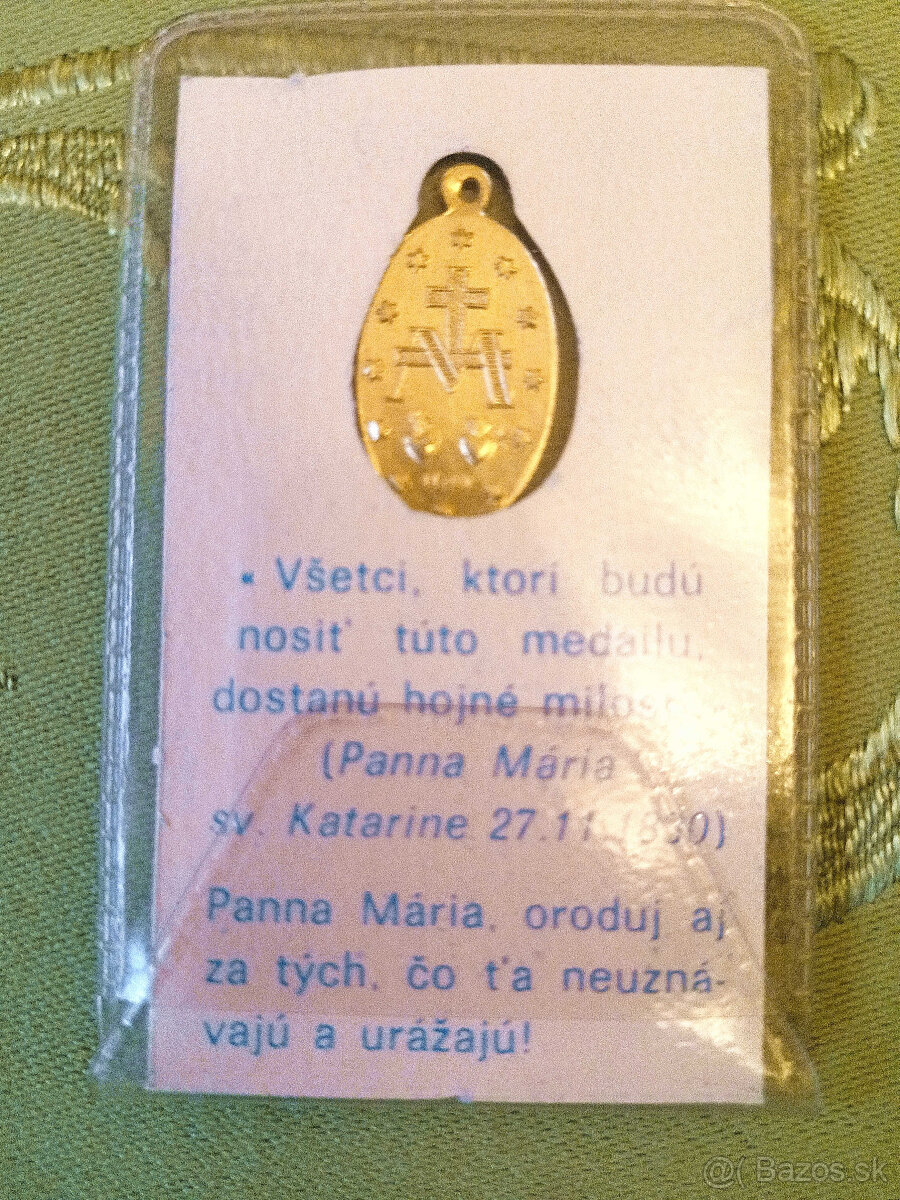 « Všetci, ktorí budú
nosiť túto medailu,
dostanú hojné
(Panna Mária
sv. Katarine 27.11.
Panna Mária, oroduj aj
za tých, čo ťa neuzná-
vajú a urážajú!
@( Bazos.sk